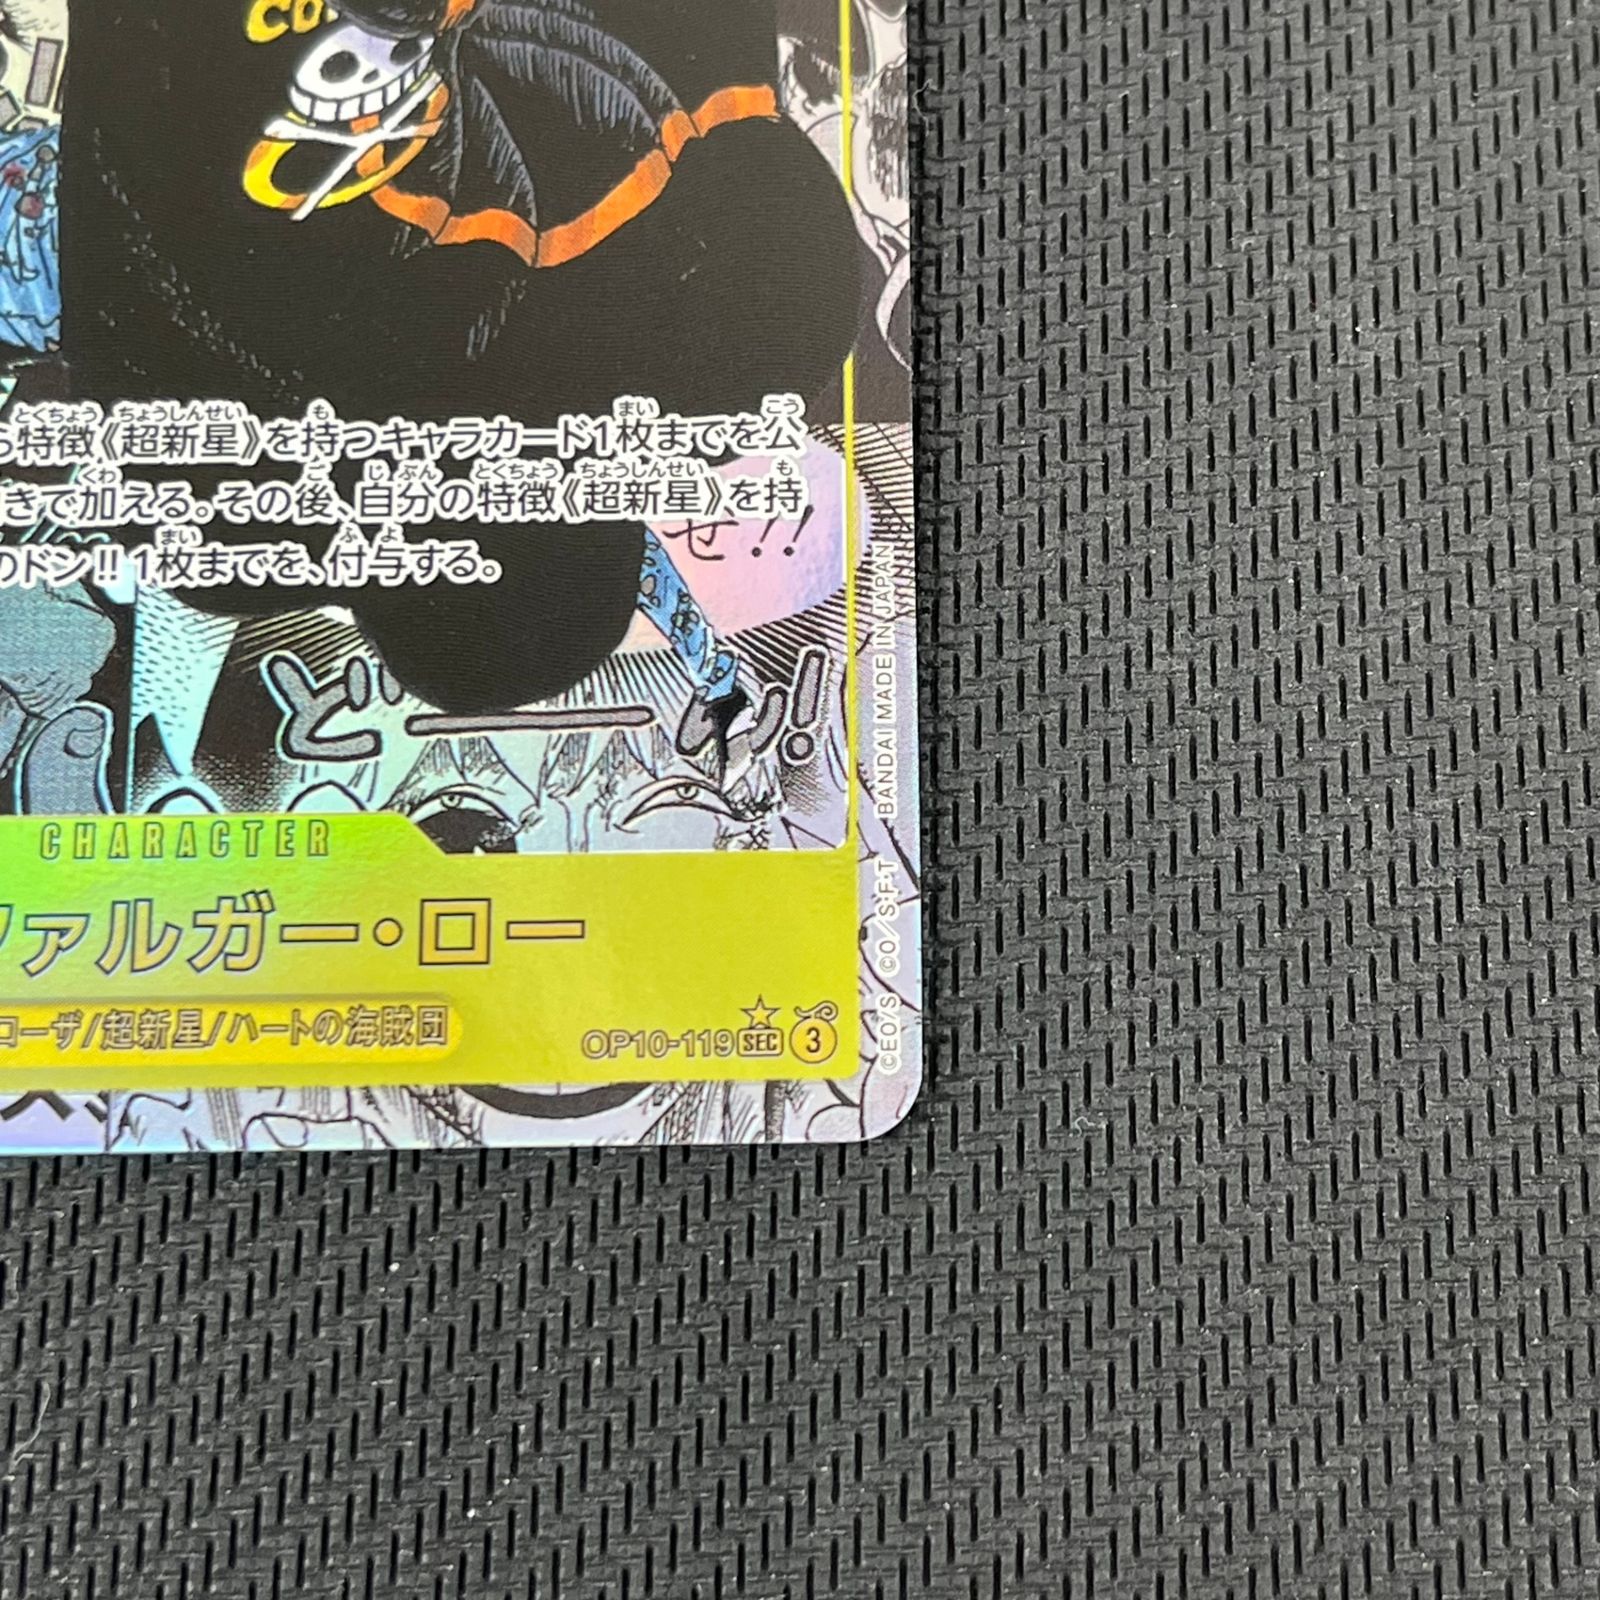 CO
ら特徴《超新星》を持つキャラカード1枚までを公
きで加える。その後、自分の特徴《超新星》を持
のドン!! 1枚までを、付与する。
せ!!
どーん!
CHARACTER
ファルガー・ロー
ローザ/超新星/ハートの海賊団
OP10-119 SEC 3
©EO/S ©CO/S·F·T BANDAI MADE IN JAPAN